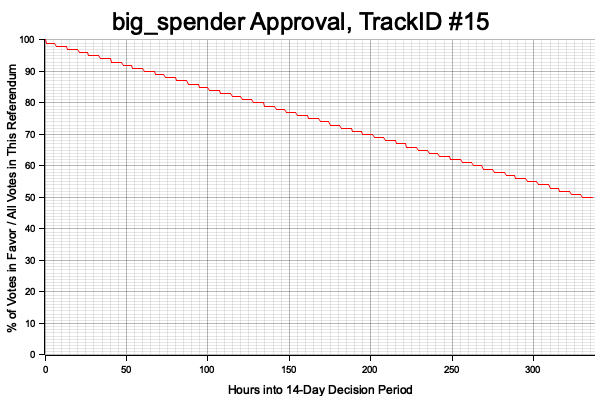 big_spender Approval, TrackID #15
% of Votes in Favor / All Votes in This Referendum
100
90
80
70
60
50
40
30
20
10
0
0 50 100 150 200 250 300
Hours into 14-Day Decision Period